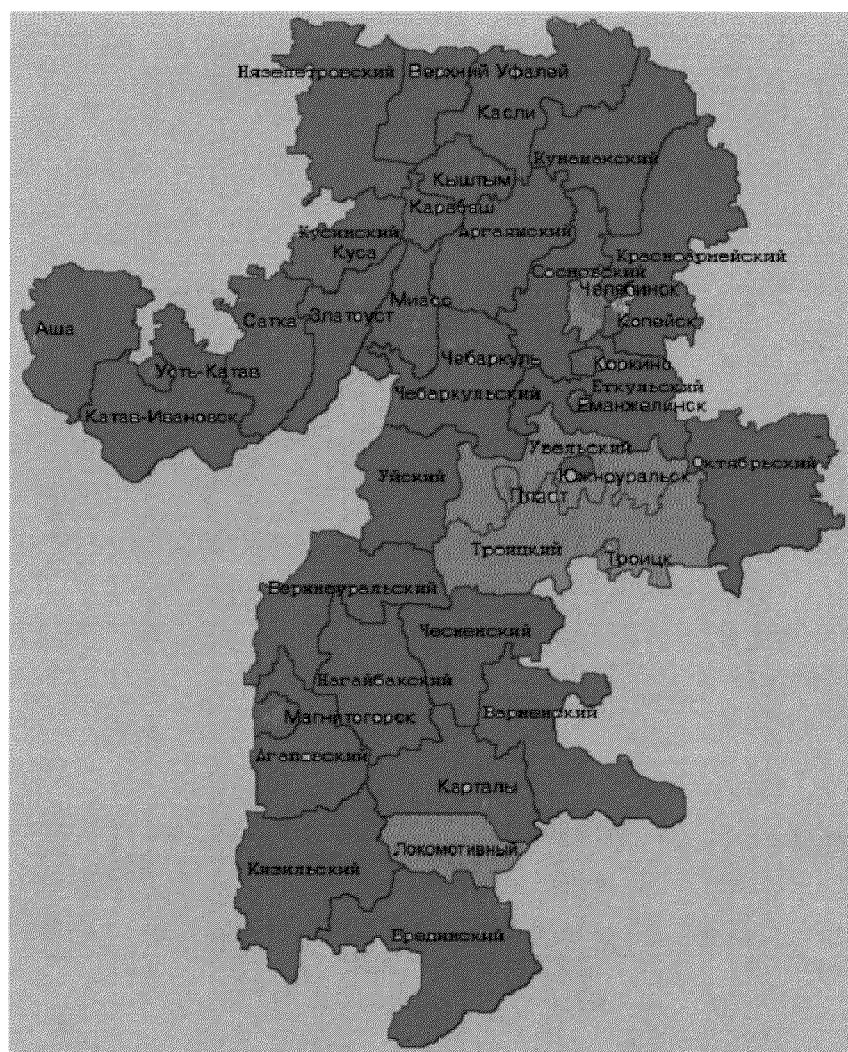 Нязепетровский
Верхний Уфалей
Касли
Кунашакский
Кыштым
Карабаш
Кусинский
Куса
Аргаяшский
Красноармейский
Сосновский
Челябинск
Миасс
Златоуст
Сатка
Аша
Копейск
Чебаркуль
Коркино
Усть-Катав
Чебаркульский
Еткульский
Еманжелинск
Катав-Ивановск
Увельский
Октябрьский
Уйский
Южноуральск
Пласт
Троицкий
Троицк
Верхнеуральский
Чесменский
Нагайбакский
Магнитогорск
Варненский
Агаповский
Карталы
Локомотивный
Кизильский
Брединский